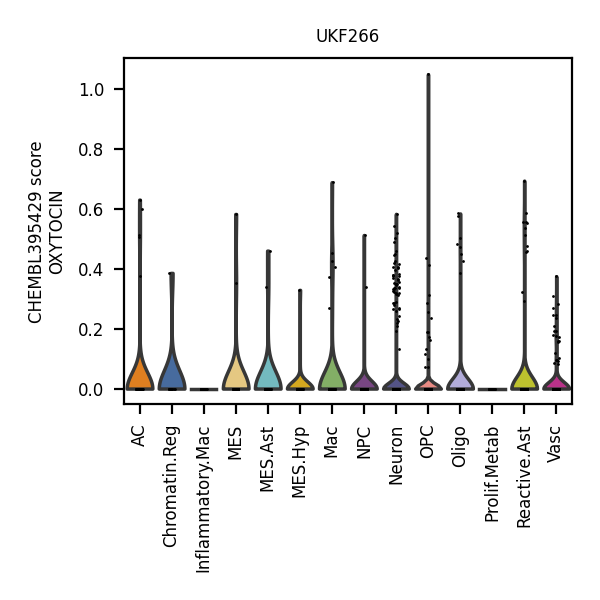 UKF266
CHEMBL395429 score
OXYTOCIN
1.0
0.8
0.6
0.4
0.2
0.0
AC
Chromatin.Reg
Inflammatory.Mac
MES
MES.Ast
MES.Hyp
Mac
NPC
Neuron
OPC
Oligo
Prolif.Metab
Reactive.Ast
Vasc